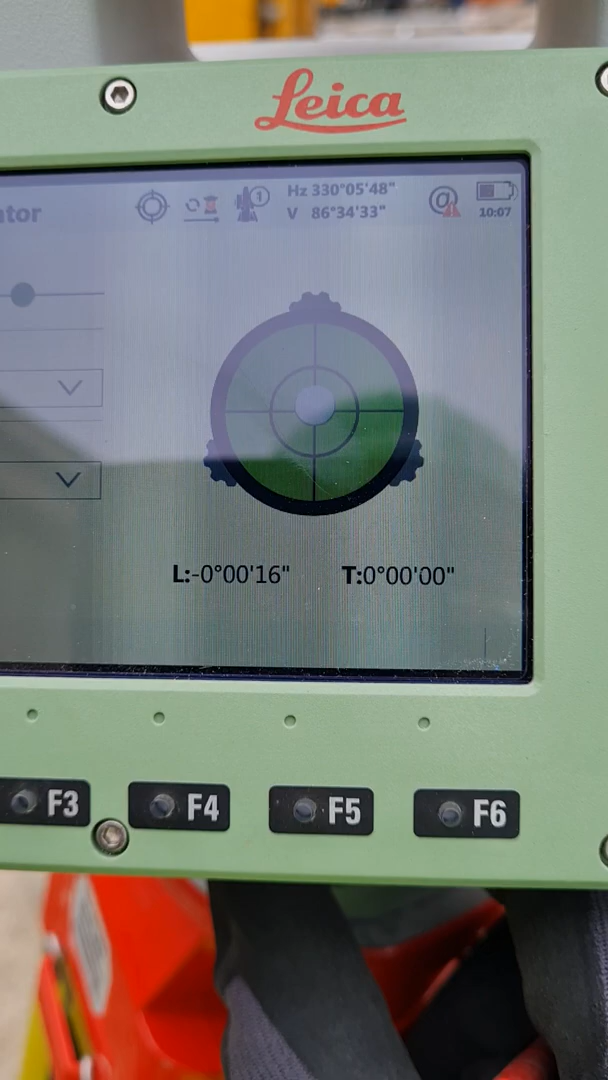 Leica
ator
1
Hz 330°05'48"
V 86°34'33"
@
10:07
L:-0°00'16" T:0°00'00"
F3 F4 F5 F6